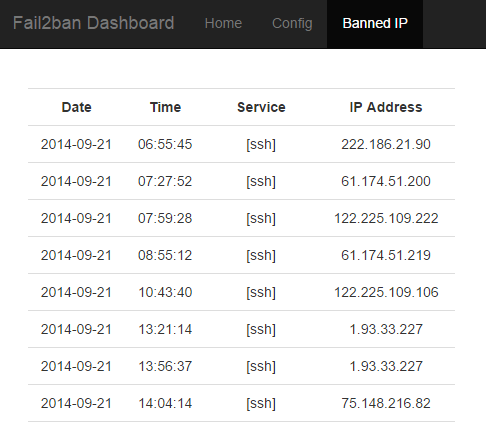 Fail2ban Dashboard Home Config Banned IP
Date Time Service IP Address
2014-09-21 06:55:45 [ssh] 222.186.21.90
2014-09-21 07:27:52 [ssh] 61.174.51.200
2014-09-21 07:59:28 [ssh] 122.225.109.222
2014-09-21 08:55:12 [ssh] 61.174.51.219
2014-09-21 10:43:40 [ssh] 122.225.109.106
2014-09-21 13:21:14 [ssh] 1.93.33.227
2014-09-21 13:56:37 [ssh] 1.93.33.227
2014-09-21 14:04:14 [ssh] 75.148.216.82